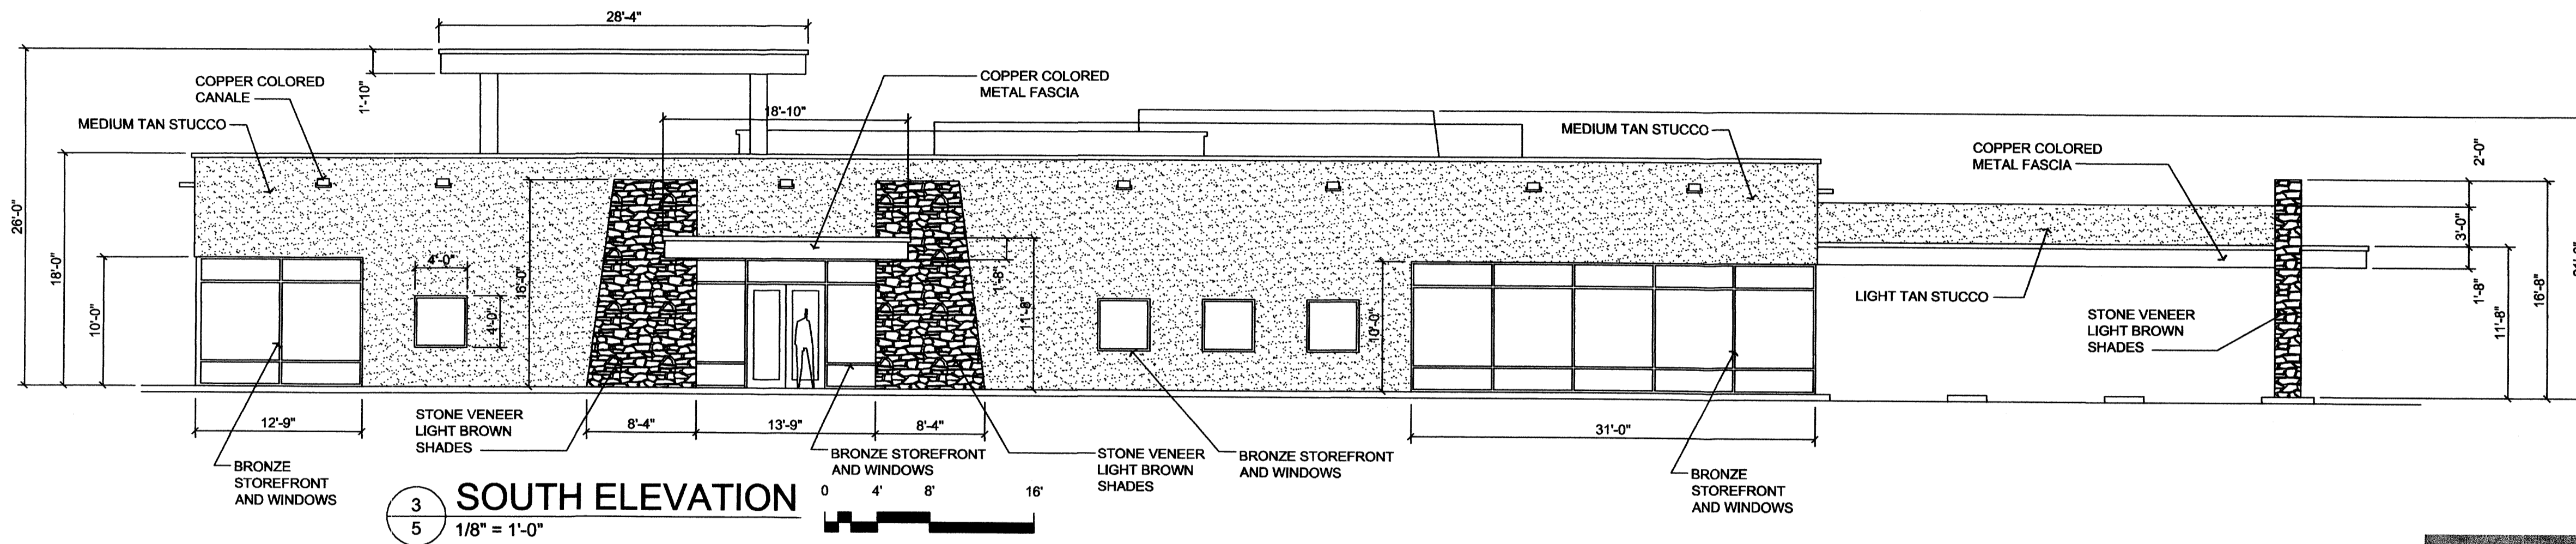 28'-4"
COPPER COLORED
CANALE
1'-10"
COPPER COLORED
METAL FASCIA
18'-10"
MEDIUM TAN STUCCO
MEDIUM TAN STUCCO
COPPER COLORED
METAL FASCIA
2'-0"
26'-0"
18'-0"
10'-0"
4'-0"
4'-0"
16'-0"
1'-8"
11'-8"
10'-0"
LIGHT TAN STUCCO
STONE VENEER
LIGHT BROWN
SHADES
3'-0"
1'-8"
11'-8"
16'-8"
12'-9"
STONE VENEER
LIGHT BROWN
SHADES
8'-4"
13'-9"
8'-4"
31'-0"
BRONZE
STOREFRONT
AND WINDOWS
BRONZE STOREFRONT
AND WINDOWS
STONE VENEER
LIGHT BROWN
SHADES
BRONZE STOREFRONT
AND WINDOWS
BRONZE
STOREFRONT
AND WINDOWS
3
5
SOUTH ELEVATION
1/8" = 1'-0"
0 4' 8' 16'